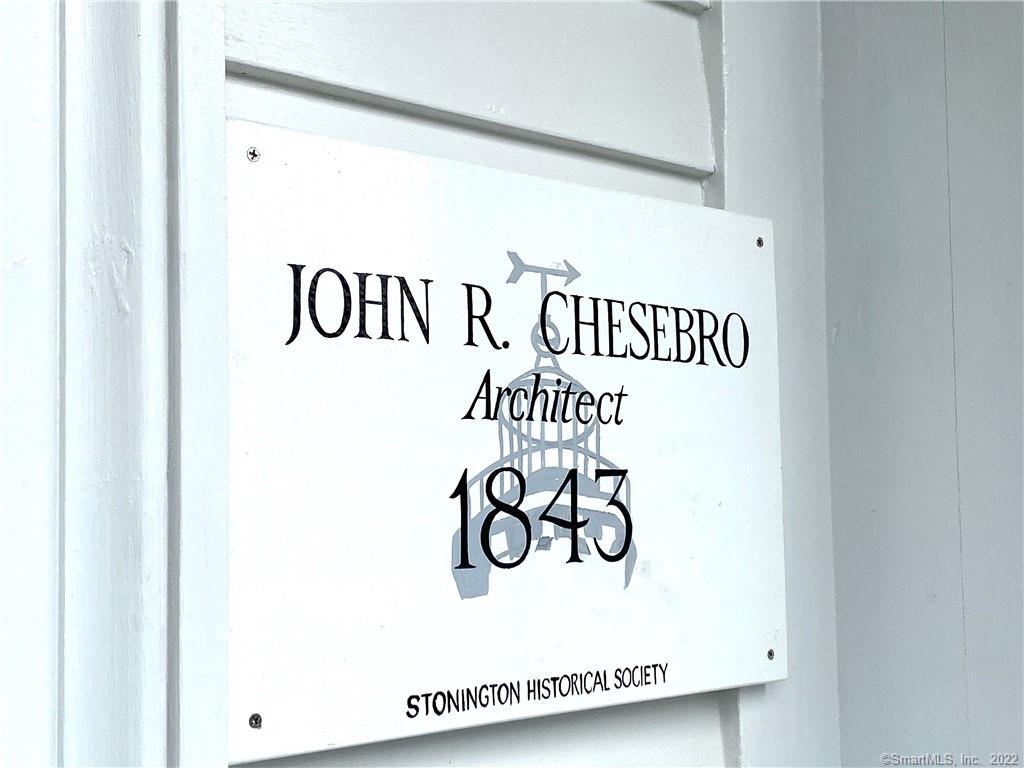 JOHN R. CHESEBRO
Architect
1843
STONINGTON HISTORICAL SOCIETY
©SmartMLS, Inc. 2022